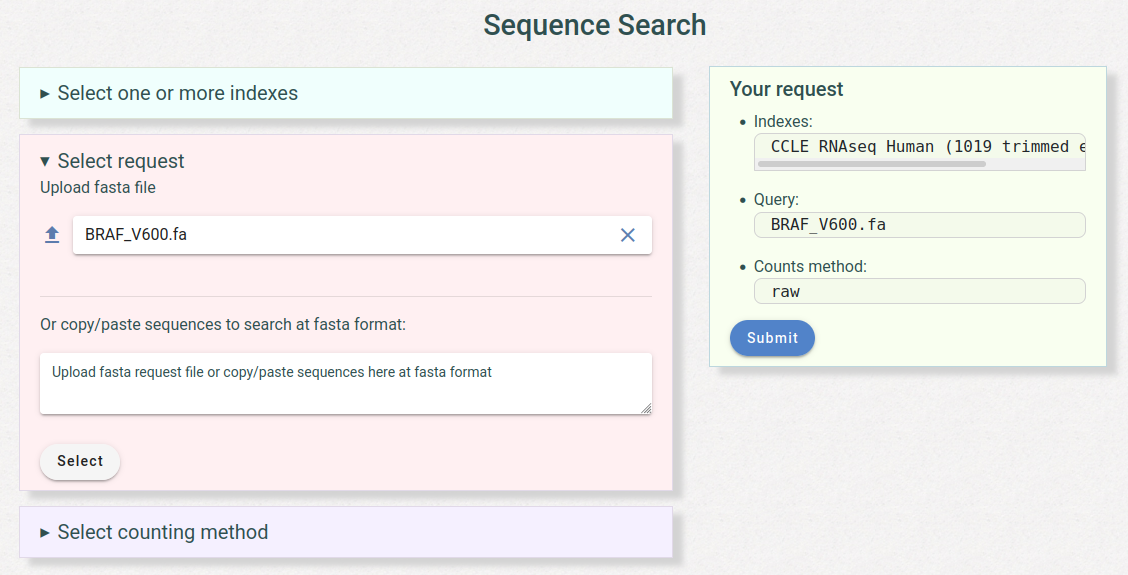 Sequence Search
▸ Select one or more indexes
▾ Select request
Upload fasta file
BRAF_V600.fa
Or copy/paste sequences to search at fasta format:
Upload fasta request file or copy/paste sequences here at fasta format
Select
▸ Select counting method
Your request
• Indexes:
CCLE RNAseq Human (1019 trimmed e
• Query:
BRAF_V600.fa
• Counts method:
raw
Submit